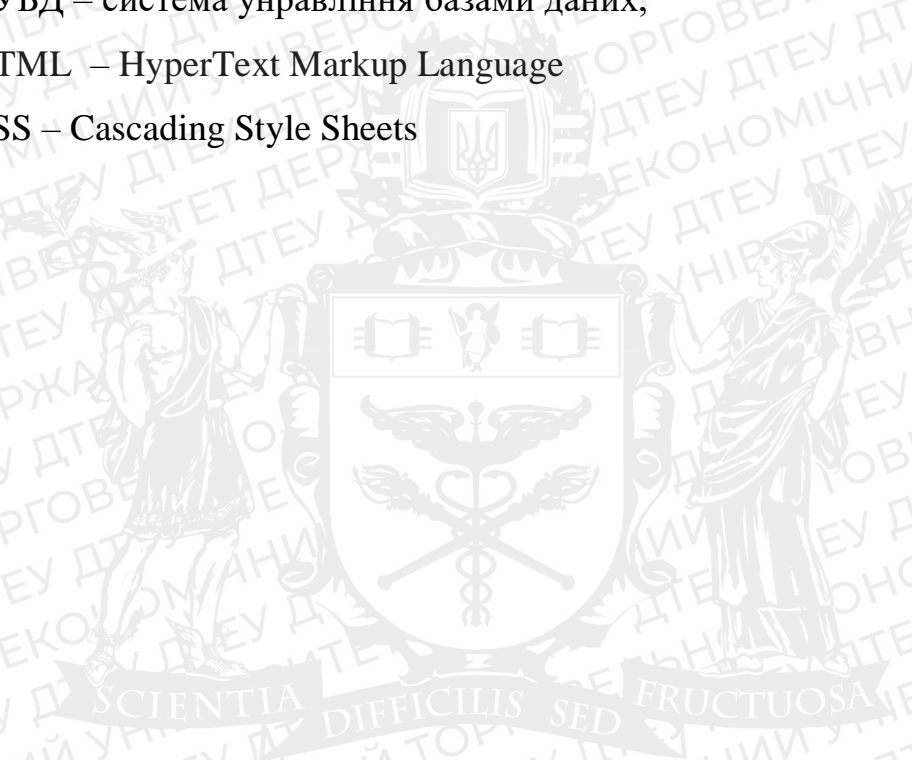 УБД – система управління базами даних;
TML – HyperText Markup Language
SS – Cascading Style Sheets
SCIENTIA DIFFICILIS SED FRUCTUOSA